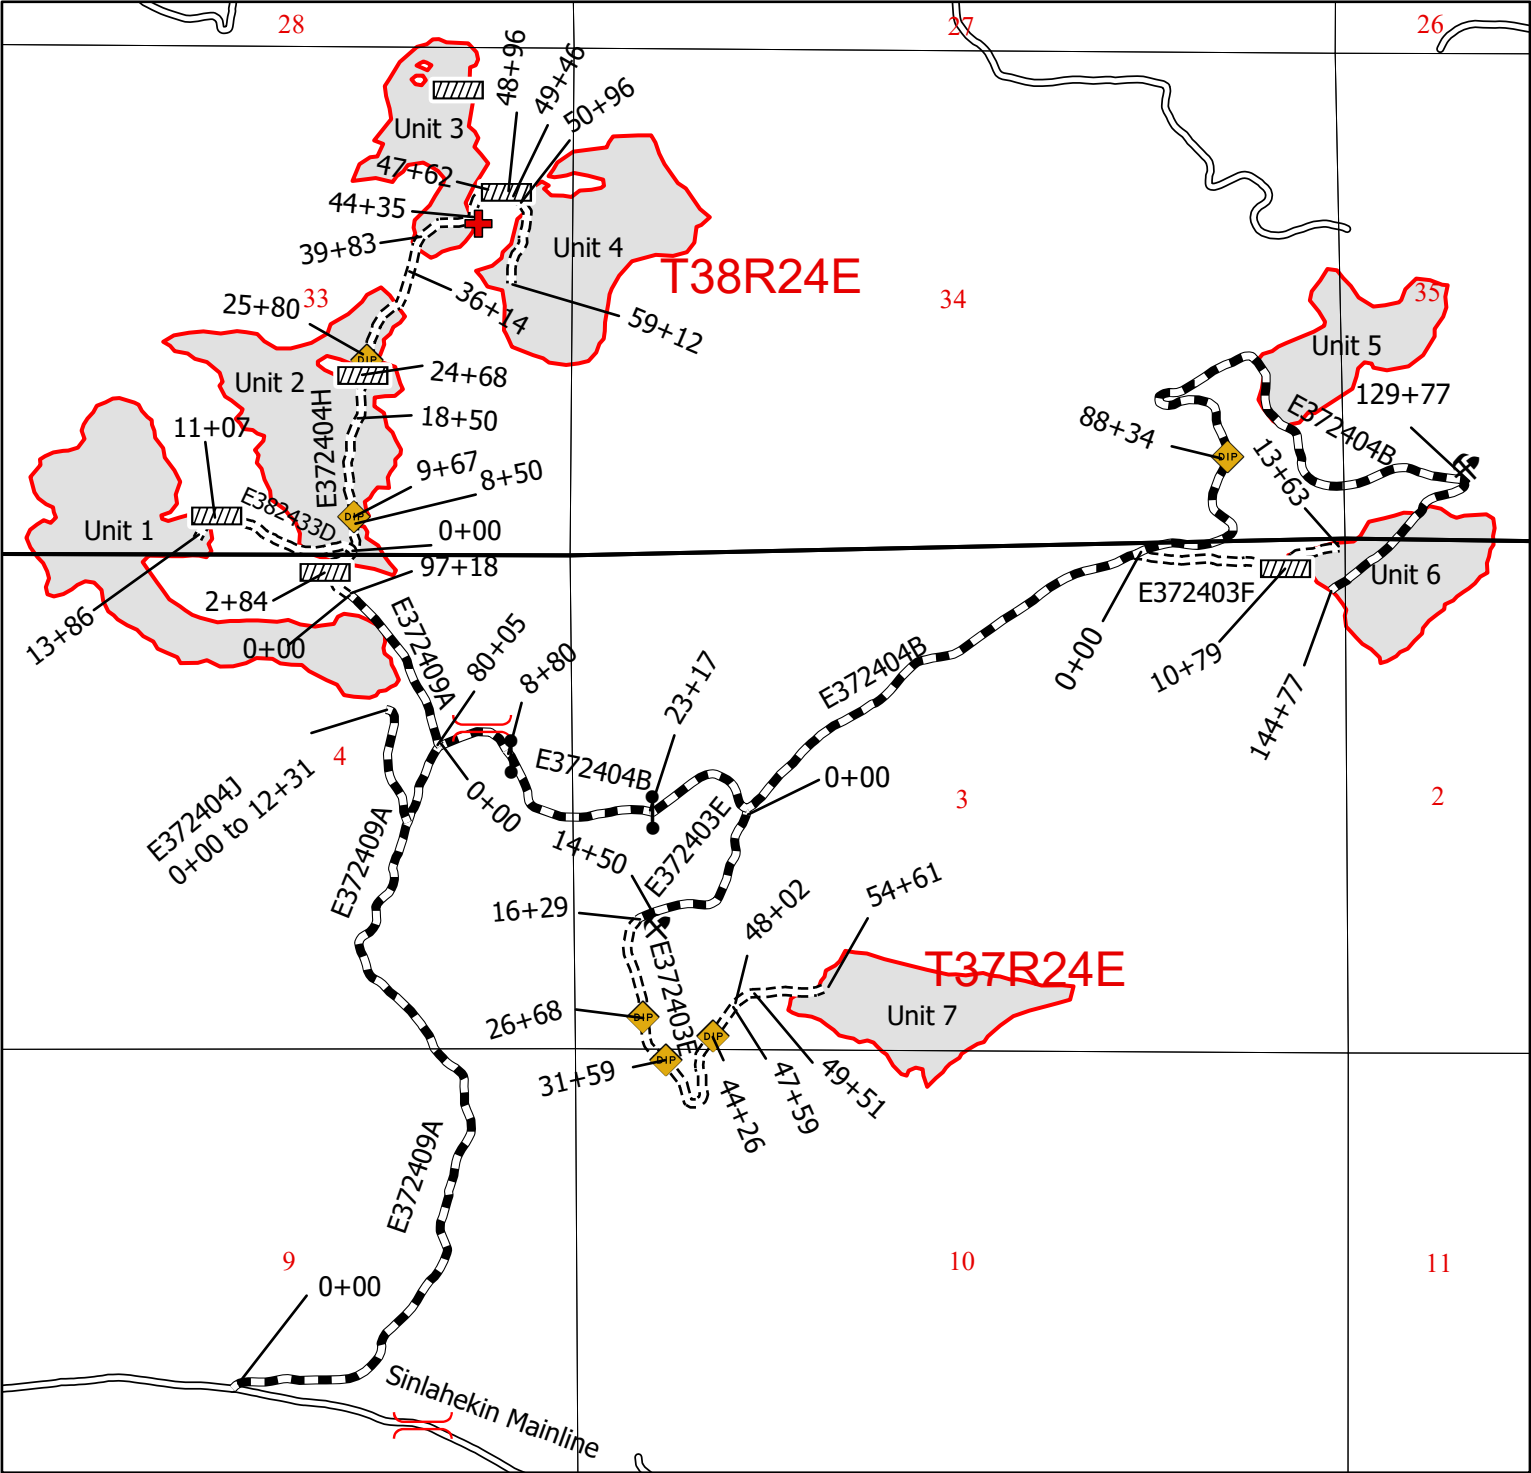 28
27
26
48+96
49+46
50+96
Unit 3
47+62
44+35
39+83
Unit 4
T38R24E
33
34
35
25+80
36+14
59+12
Unit 5
DIP
24+68
Unit 2
E372404H
129+77
E372404B
11+07
18+50
88+34
DIP
13+63
9+67
8+50
E382433D
DIP
Unit 1
0+00
97+18
2+84
13+86
0+00
E372409A
Unit 6
E372403F
0+00
10+79
144+77
80+05
8+80
23+17
E372404B
4
E372404B
0+00
3
2
E372404J
0+00 to 12+31
0+00
E372409A
14+50
E372403E
16+29
48+02
54+61
T37R24E
E372403E
26+68
DIP
DIP
Unit 7
31+59
DIP
44+26
47+59
49+51
E372409A
9
10
11
0+00
Sinlahekin Mainline